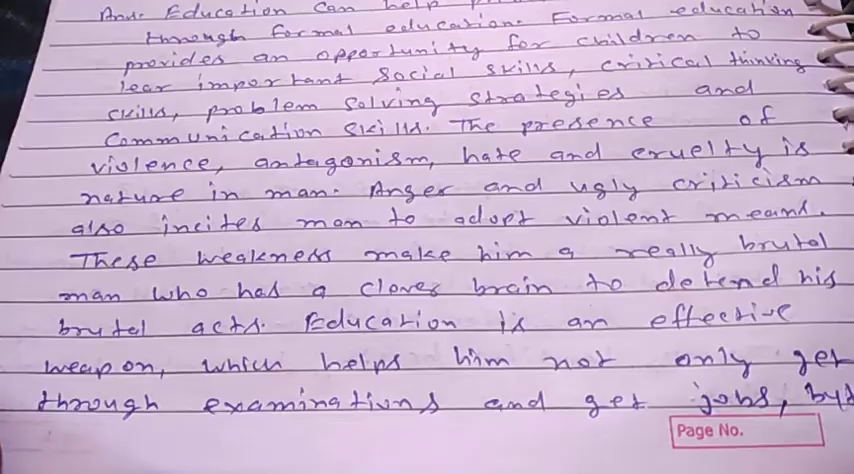 Ans. Education can help
through formal education. Formal education
provides an opportunity for children to
lear important social skills, critical thinking
skills, problem solving strategies and
Communication skills. The presence of
violence, antagonism, hate and cruelty is
nature in man. Anger and ugly criticism
also incites man to adopt violent means.
These weakness make him a really brutal
man who has a clever brain to defend his
brutal acts. Education is an effective
weapon, which helps him not only get
through examinations and get jobs, but
Page No.